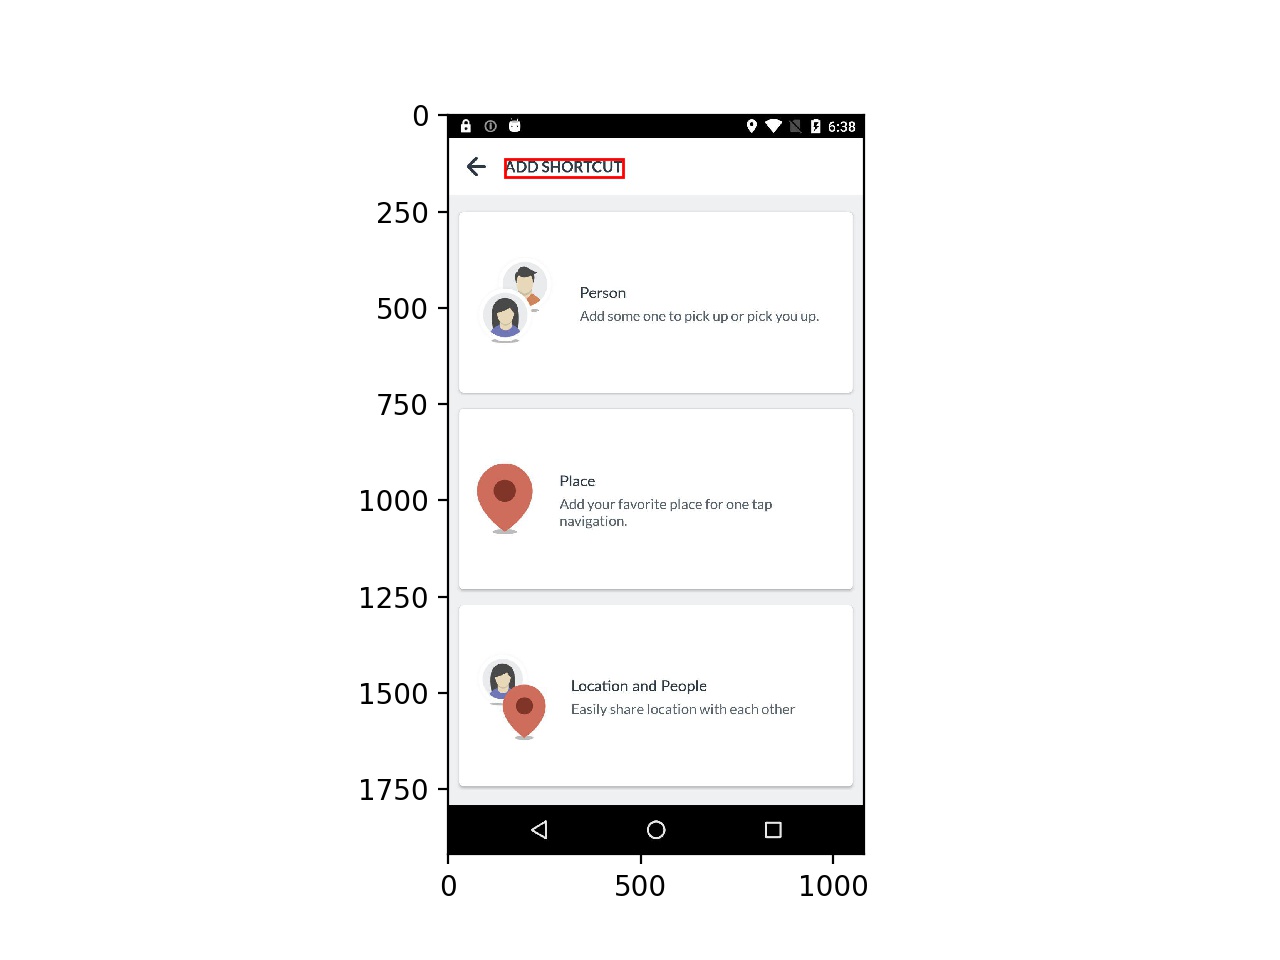 0
250
500
750
1000
1250
1500
1750
0
500
1000
6:38
ADD SHORTCUT
Person
Add some one to pick up or pick you up.
Place
Add your favorite place for one tap
navigation.
Location and People
Easily share location with each other